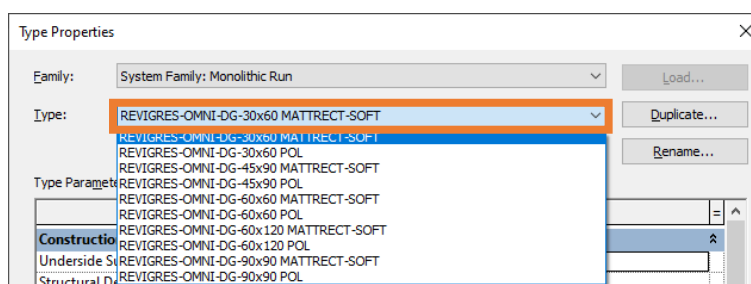 Type Properties
Family: System Family: Monolithic Run Load...
Type: REVIGRES-OMNI-DG-30x60 MATTRECT-SOFT Duplicate...
REVIGRES-OMNI-DG-30x60 MATTRECT-SOFT
REVIGRES-OMNI-DG-30x60 POL Rename...
REVIGRES-OMNI-DG-45x90 MATTRECT-SOFT
Type Paramet REVIGRES-OMNI-DG-45x90 POL
REVIGRES-OMNI-DG-60x60 MATTRECT-SOFT
REVIGRES-OMNI-DG-60x60 POL =
REVIGRES-OMNI-DG-60x120 MATTRECT-SOFT
Constructio REVIGRES-OMNI-DG-60x120 POL
Underside Su REVIGRES-OMNI-DG-90x90 MATTRECT-SOFT
Structural De REVIGRES-OMNI-DG-90x90 POL